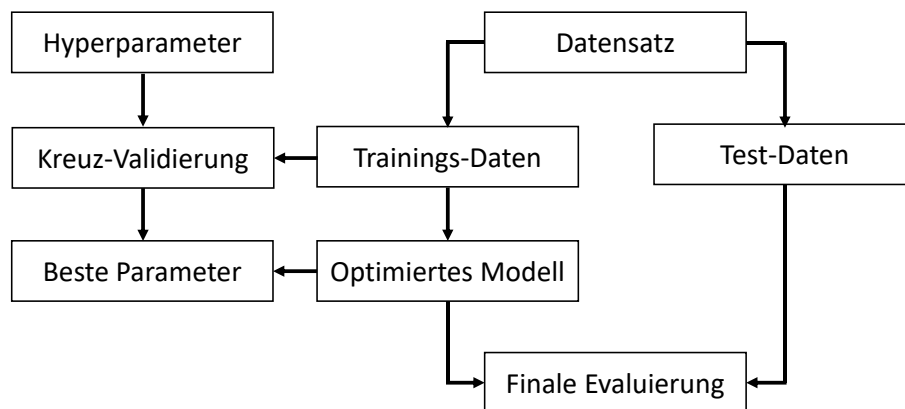 Hyperparameter
Datensatz
Kreuz-Validierung
Trainings-Daten
Test-Daten
Beste Parameter
Optimiertes Modell
Finale Evaluierung